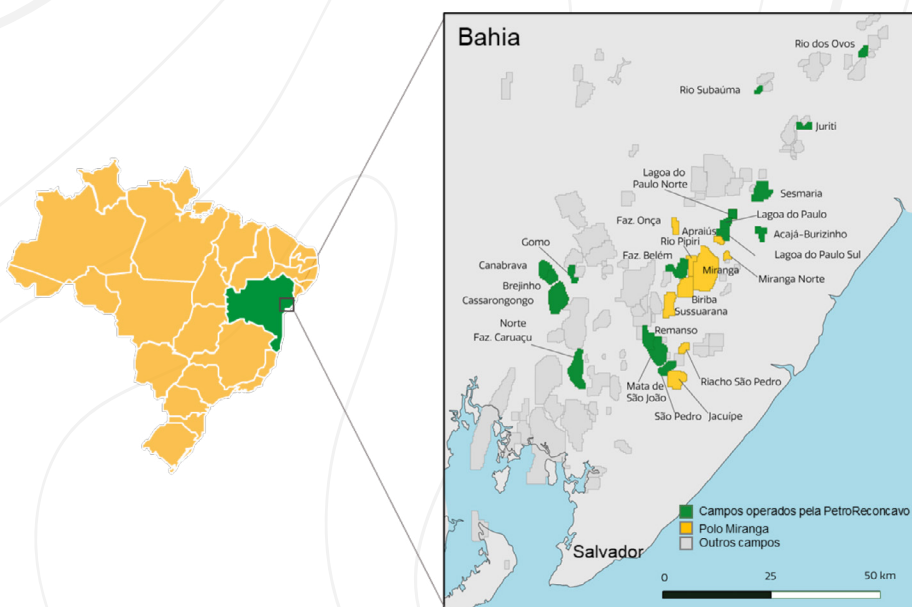 Bahia
Rio dos Ovos
Rio Subaúma
Juriti
Lagoa do
Paulo Norte
Sesmaria
Lagoa do Paulo
Faz. Onça
Apraiús
Acajá-Burizinho
Rio Pipiri
Gomo
Lagoa do Paulo Sul
Faz. Belém
Canabrava
Miranga
Miranga Norte
Brejinho
Cassarongongo
Biriba
Sussuarana
Norte
Faz. Caruaçu
Remanso
Riacho São Pedro
Mata de
São João
São Pedro
Jacuípe
Campos operados pela PetroReconcavo
Polo Miranga
Outros campos
Salvador
0 25 50 km